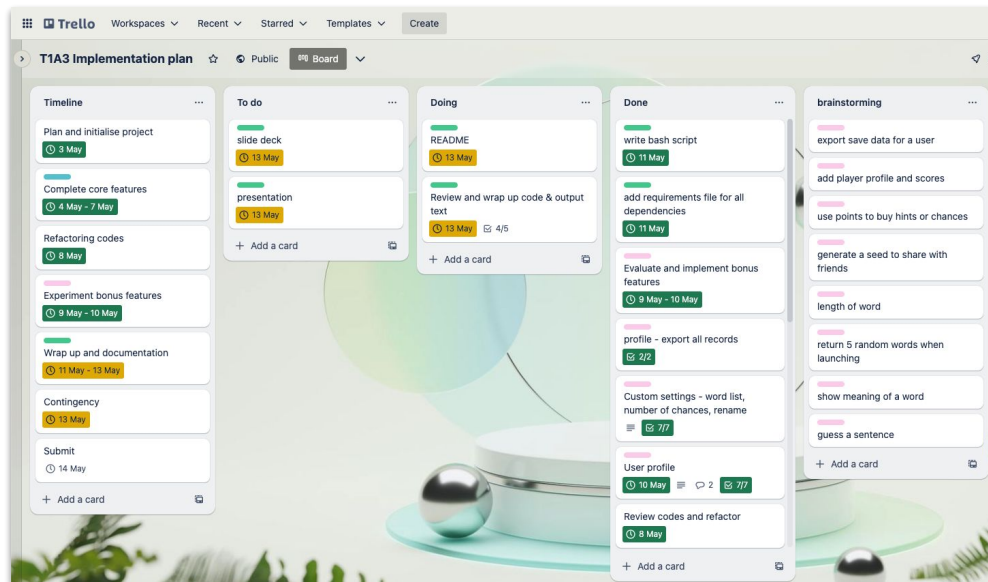 Trello Workspaces Recent Starred Templates Create
T1A3 Implementation plan Public Board
Timeline
Plan and initialise project
3 May
Complete core features
4 May - 7 May
Refactoring codes
8 May
Experiment bonus features
9 May - 10 May
Wrap up and documentation
11 May - 13 May
Contingency
13 May
Submit
14 May
+ Add a card
To do
slide deck
13 May
presentation
13 May
+ Add a card
Doing
README
13 May
Review and wrap up code & output
text
13 May 4/5
+ Add a card
Done
write bash script
11 May
add requirements file for all
dependencies
11 May
Evaluate and implement bonus
features
9 May - 10 May
profile - export all records
2/2
Custom settings - word list,
number of chances, rename
7/7
User profile
10 May 2 7/7
Review codes and refactor
8 May
+ Add a card
brainstorming
export save data for a user
add player profile and scores
use points to buy hints or chances
generate a seed to share with
friends
length of word
return 5 random words when
launching
show meaning of a word
guess a sentence
+ Add a card